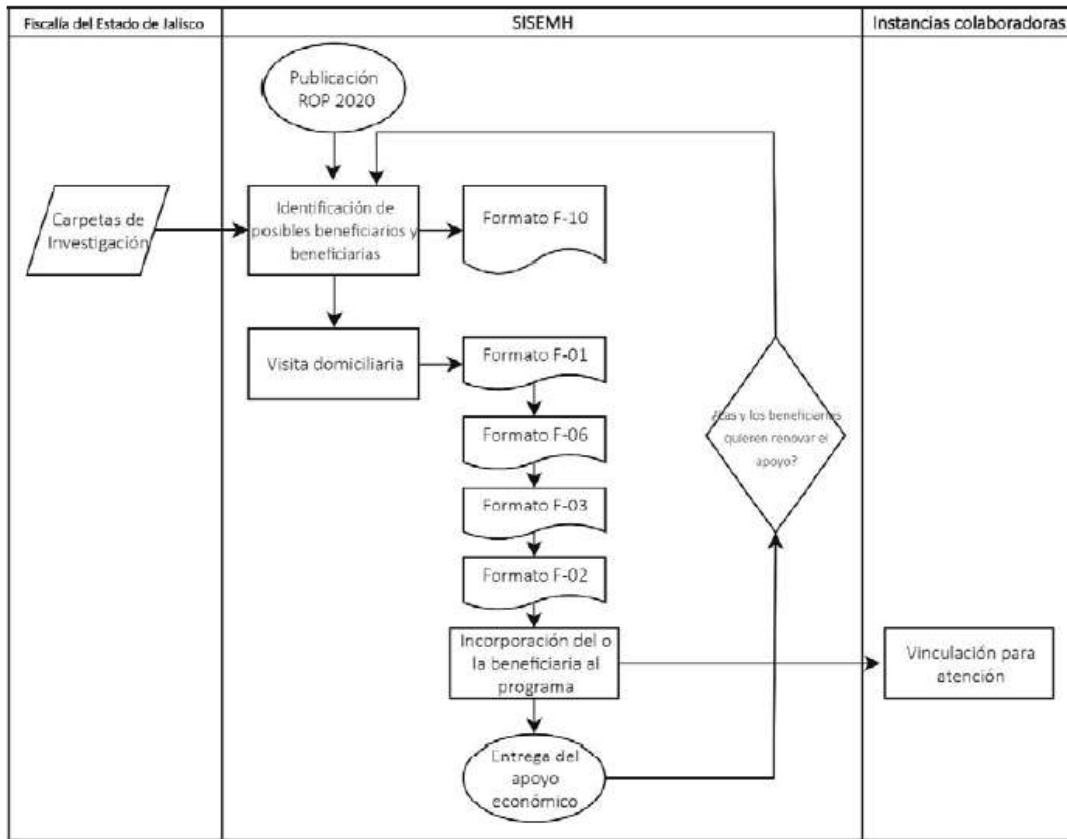 Fiscalía del Estado de Jalisco
SISEMH
Instancias colaboradoras
Publicación
ROP 2020
Carpetas de
Investigación
Identificación de
posibles beneficiarios y
beneficiarias
Formato F-10
Visita domiciliaria
Formato F-01
Formato F-06
Formato F-03
Formato F-02
¿Las y los beneficiarios
quieren renovar el
apoyo?
Incorporación del o
la beneficiaria al
programa
Vinculación para
atención
Entrega del
apoyo
económico